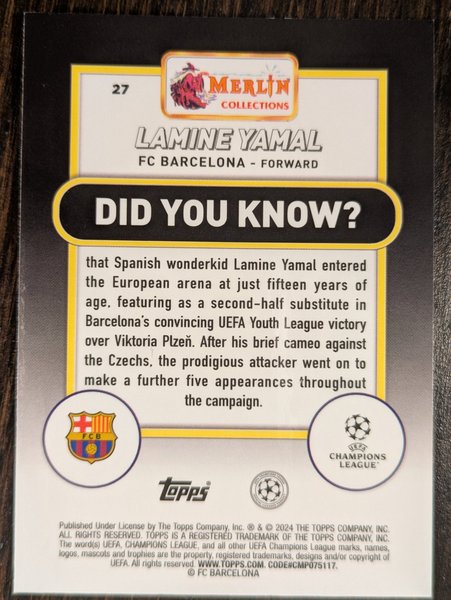 27
MERLIN
COLLECTIONS
LAMINE YAMAL
FC BARCELONA - FORWARD
DID YOU KNOW?
that Spanish wonderkid Lamine Yamal entered
the European arena at just fifteen years of
age, featuring as a second-half substitute in
Barcelona's convincing UEFA Youth League victory
over Viktoria Plzeň. After his brief cameo against
the Czechs, the prodigious attacker went on to
make a further five appearances throughout
the campaign.
FCB
UEFA
CHAMPIONS
LEAGUE
Topps
Published Under License by The Topps Company, Inc. ® & © 2024 THE TOPPS COMPANY, INC.
ALL RIGHTS RESERVED. TOPPS IS A REGISTERED TRADEMARK OF THE TOPPS COMPANY, INC.
The word(s) UEFA, CHAMPIONS LEAGUE, and all other UEFA Champions League marks, names,
logos, mascots and trophies are the property, registered trademarks, designs and/or copyright of
UEFA. All rights reserved. WWW.TOPPS.COM. CODE#CMP075117.
© FC BARCELONA